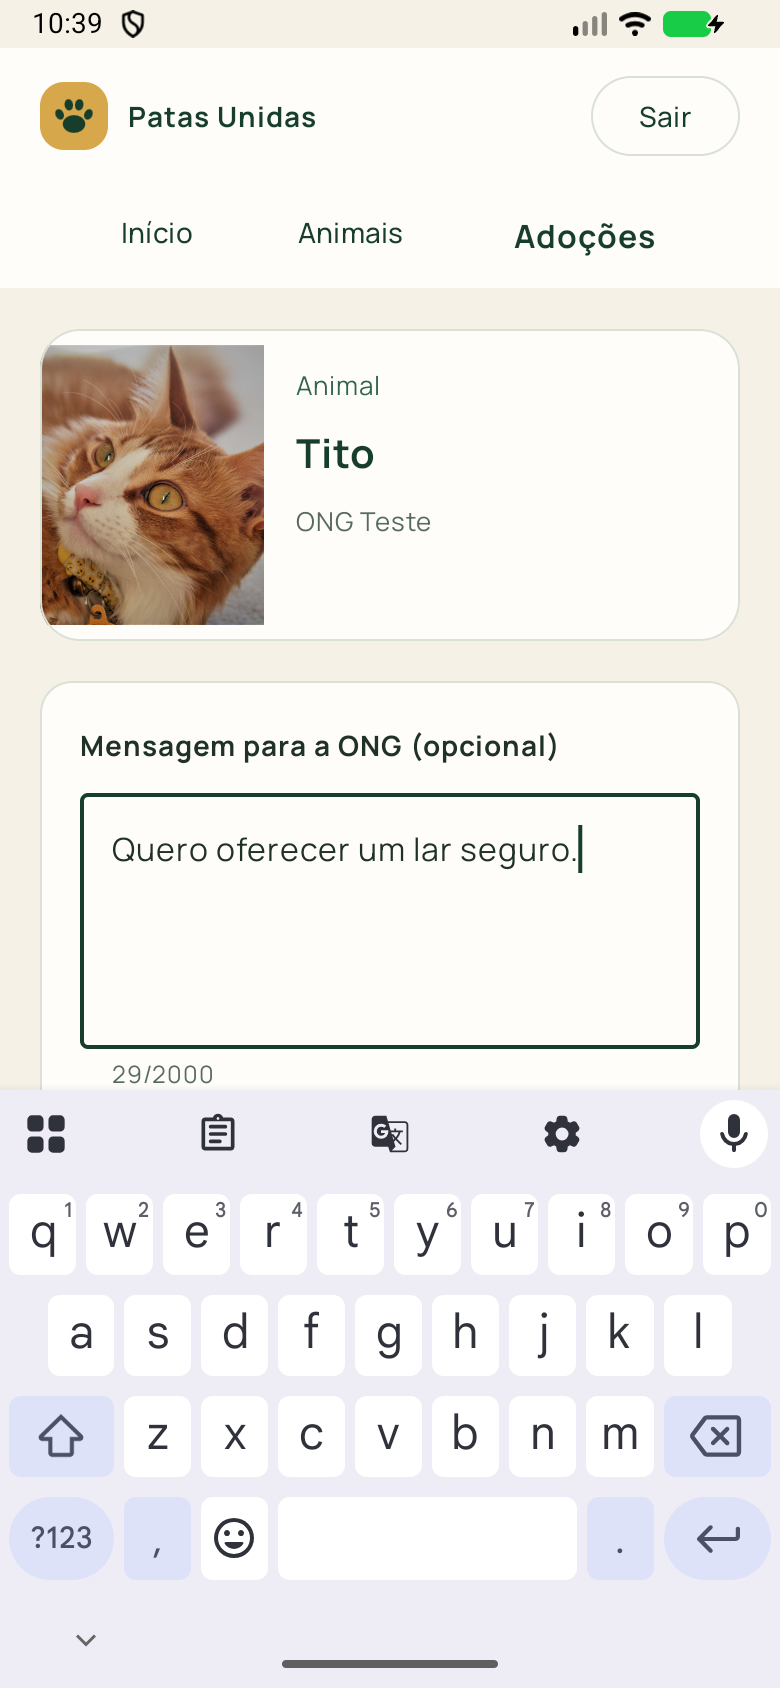 10:39
Patas Unidas
Sair
Início
Animais
Adoções
Animal
Tito
ONG Teste
Mensagem para a ONG (opcional)
Quero oferecer um lar seguro.
29/2000
G 文
q 1 w 2 e 3 r 4 t 5 y 6 u 7 i 8 o 9 p 0
a s d f g h j k l
z x c v b n m
?123 , .